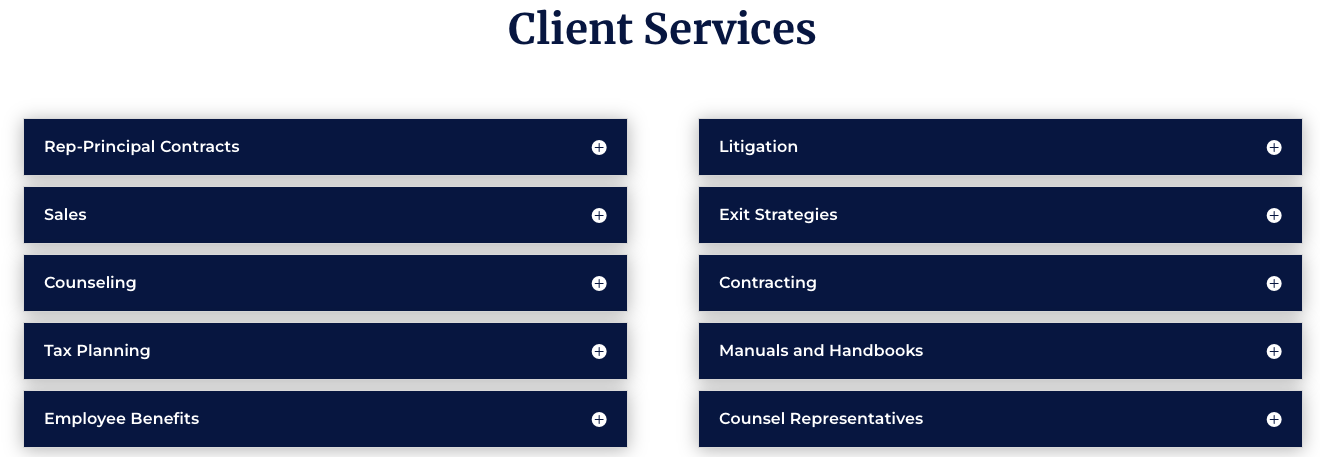 Client Services
Rep-Principal Contracts
Sales
Counseling
Tax Planning
Employee Benefits
Litigation
Exit Strategies
Contracting
Manuals and Handbooks
Counsel Representatives